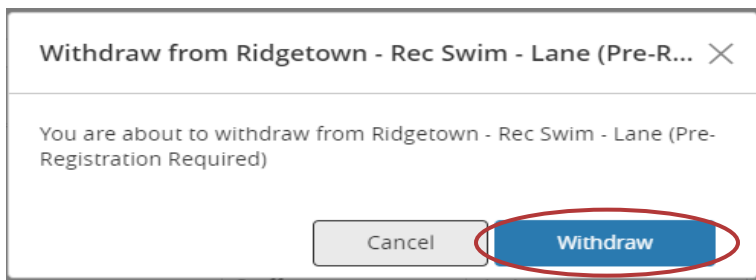 Withdraw from Ridgetown - Rec Swim - Lane (Pre-R...
You are about to withdraw from Ridgetown - Rec Swim - Lane (Pre-
Registration Required)
Cancel
Withdraw